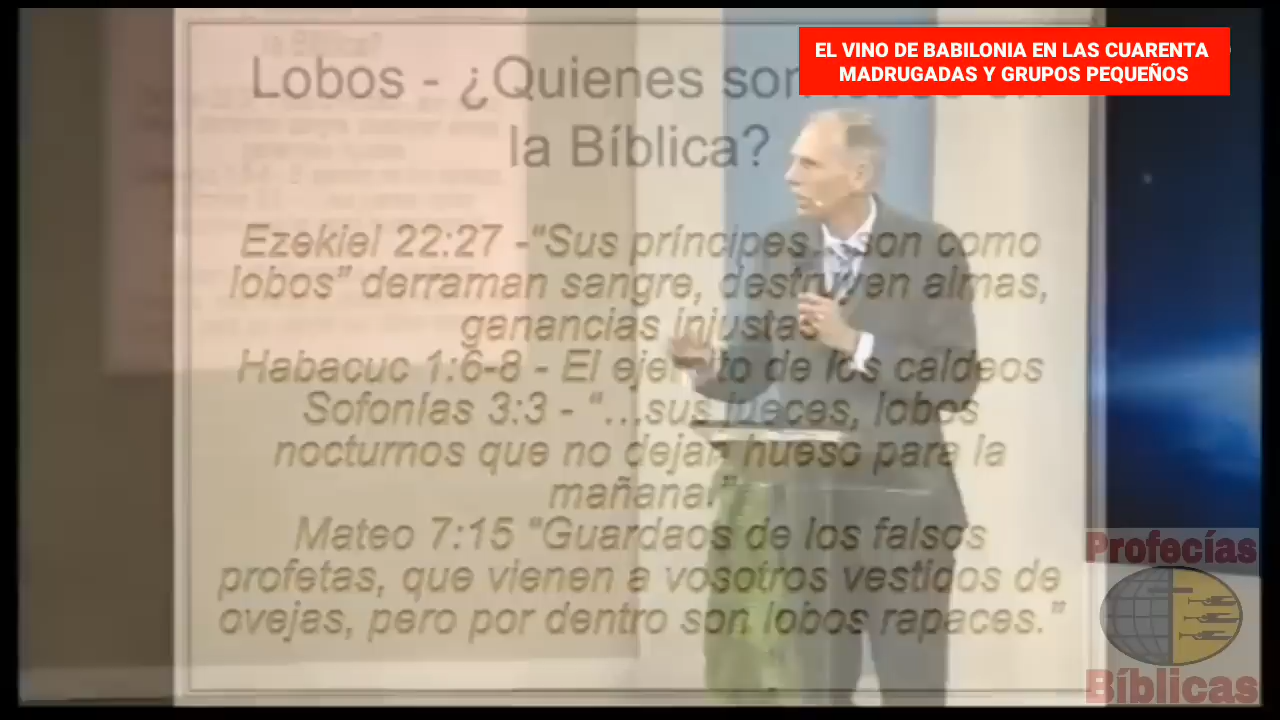 EL VINO DE BABILONIA EN LAS CUARENTA
MADRUGADAS Y GRUPOS PEQUEÑOS
Lobos - ¿Quienes son lobos en
la Bíblica?
Ezekiel 22:27 -“Sus príncipes... son como
lobos” derraman sangre, destruyen almas,
ganancias injustas
Habacuc 1:6-8 - El ejercito de los caldeos
Sofonías 3:3 - “...sus jueces, lobos
nocturnos que no dejan hueso para la
mañana.”
Mateo 7:15 “Guardaos de los falsos
profetas, que vienen a vosotros vestidos de
ovejas, pero por dentro son lobos rapaces.”
Profecías
Bíblicas